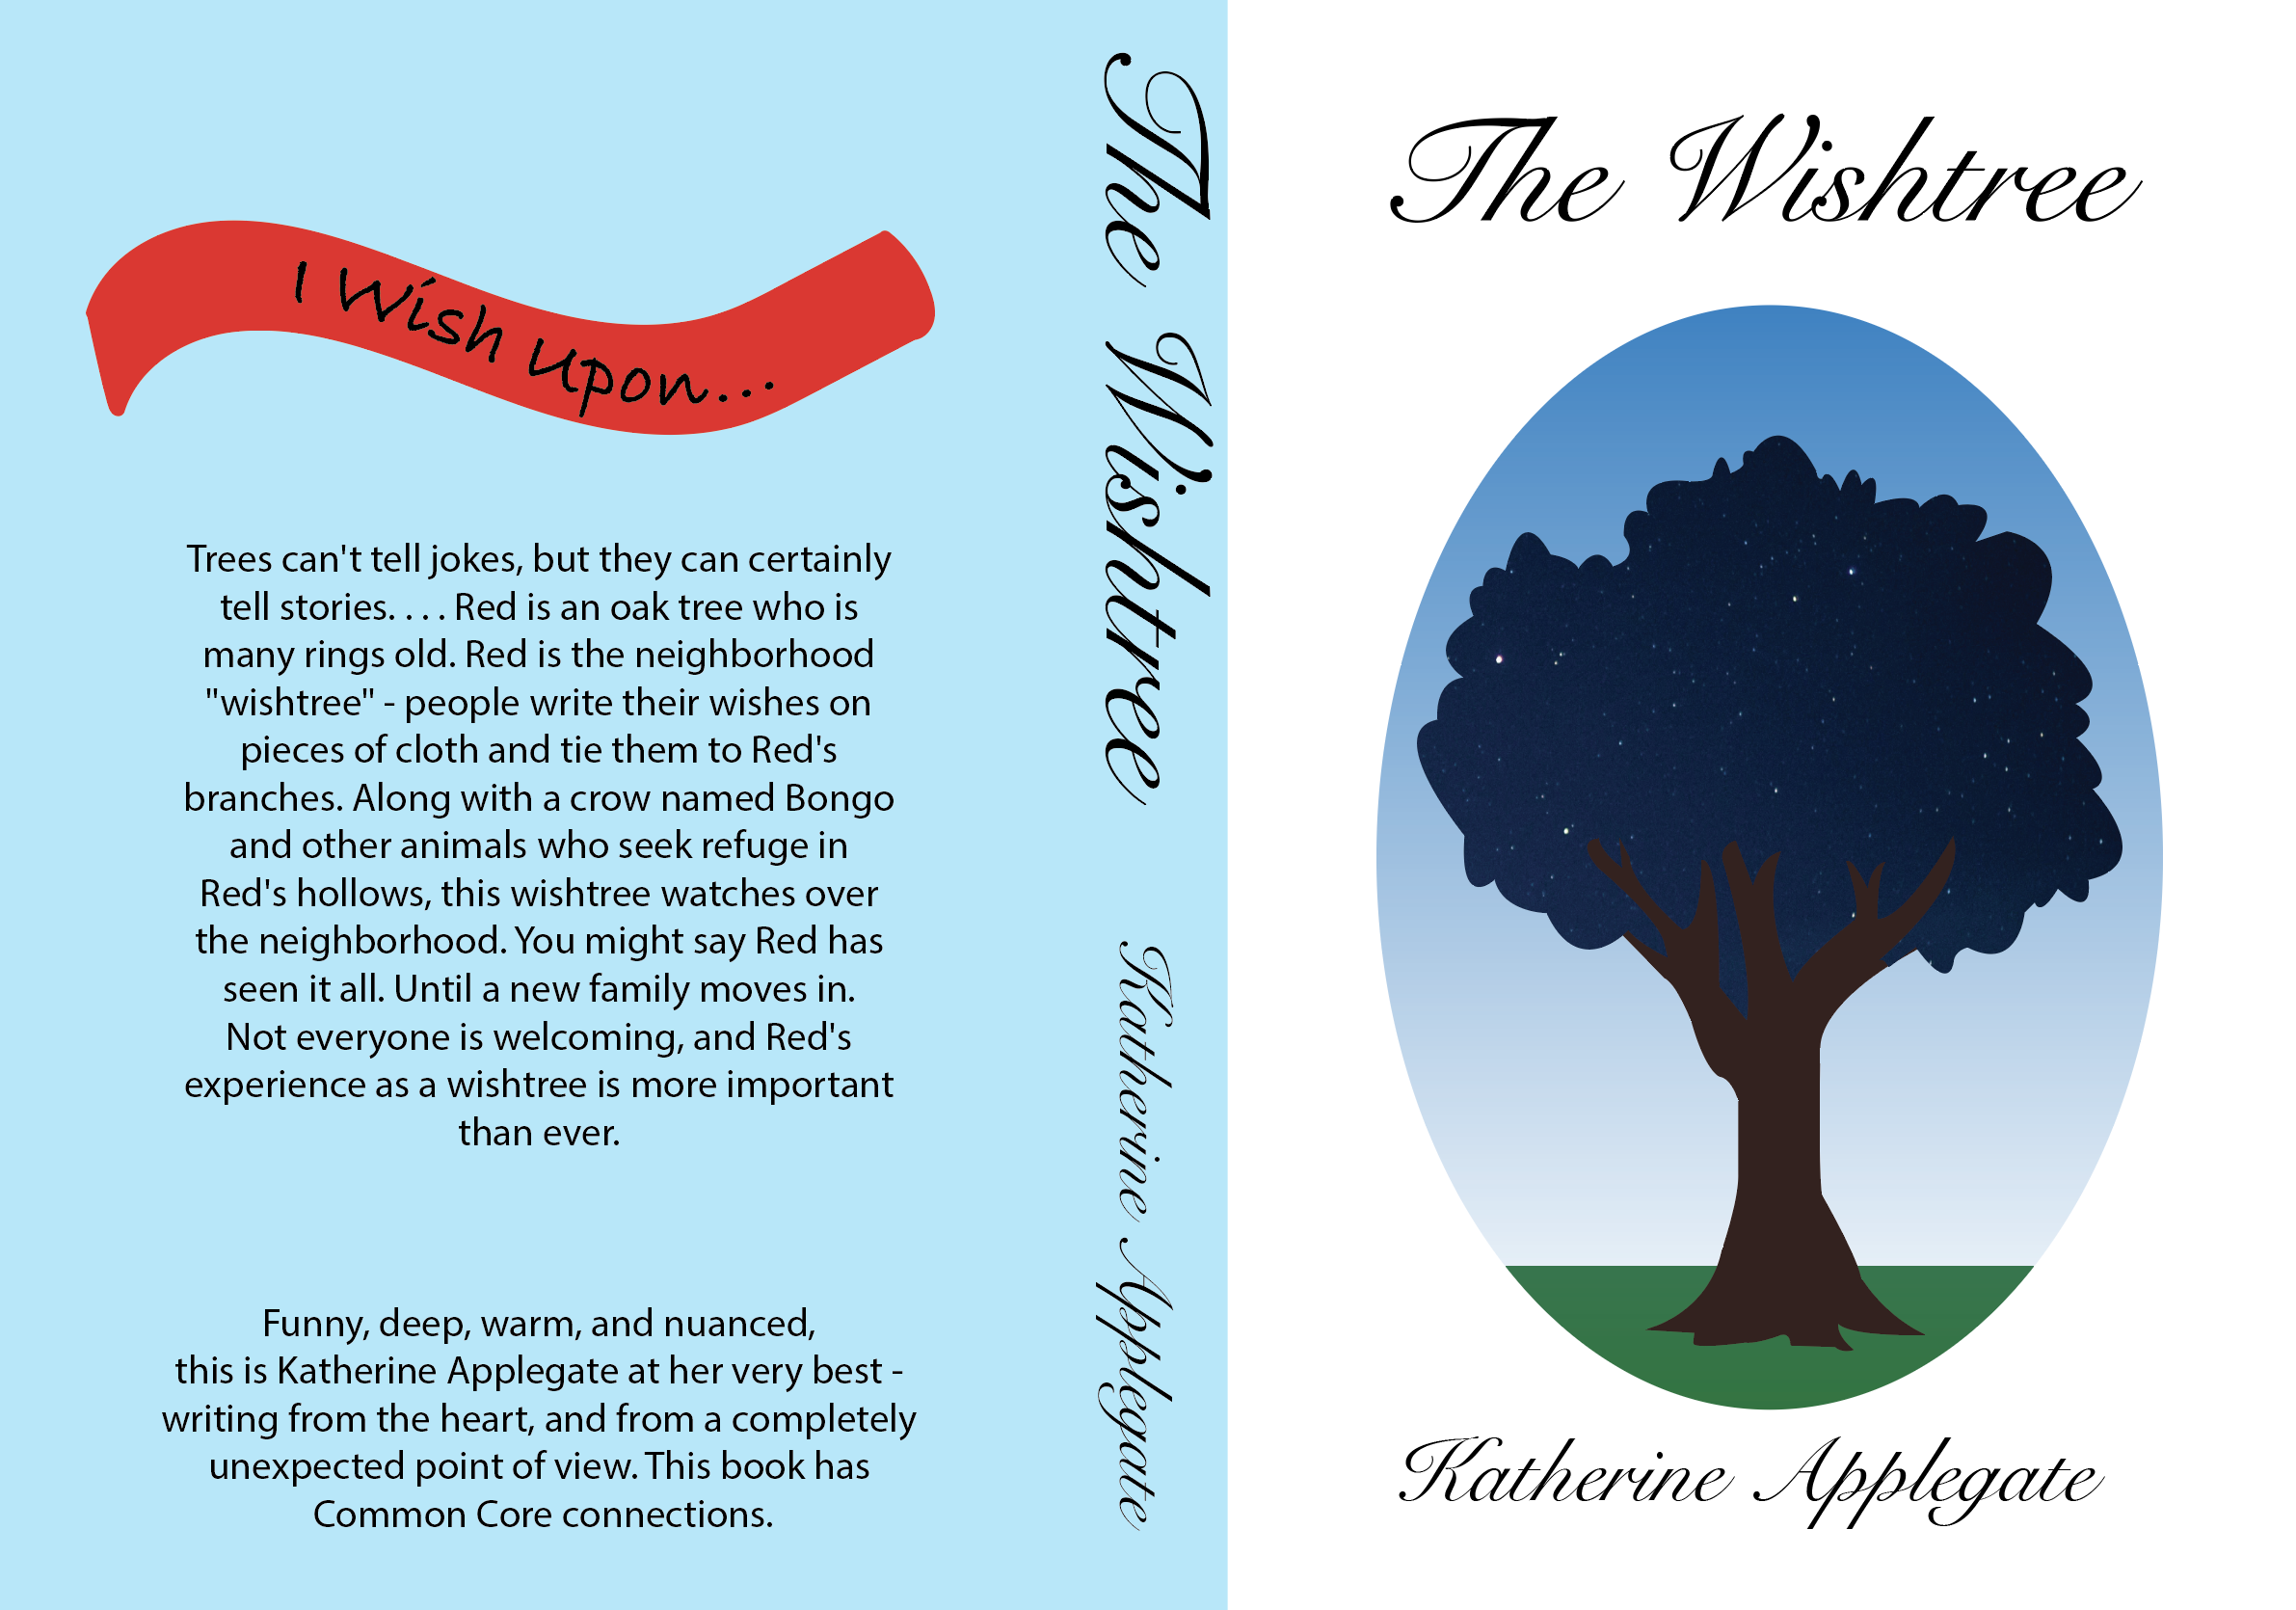 I Wish Upon...
Trees can't tell jokes, but they can certainly
tell stories. . . . Red is an oak tree who is
many rings old. Red is the neighborhood
"wishtree" - people write their wishes on
pieces of cloth and tie them to Red's
branches. Along with a crow named Bongo
and other animals who seek refuge in
Red's hollows, this wishtree watches over
the neighborhood. You might say Red has
seen it all. Until a new family moves in.
Not everyone is welcoming, and Red's
experience as a wishtree is more important
than ever.
Funny, deep, warm, and nuanced,
this is Katherine Applegate at her very best -
writing from the heart, and from a completely
unexpected point of view. This book has
Common Core connections.
The Wishtree Katherine Applegate
The Wishtree
Katherine Applegate